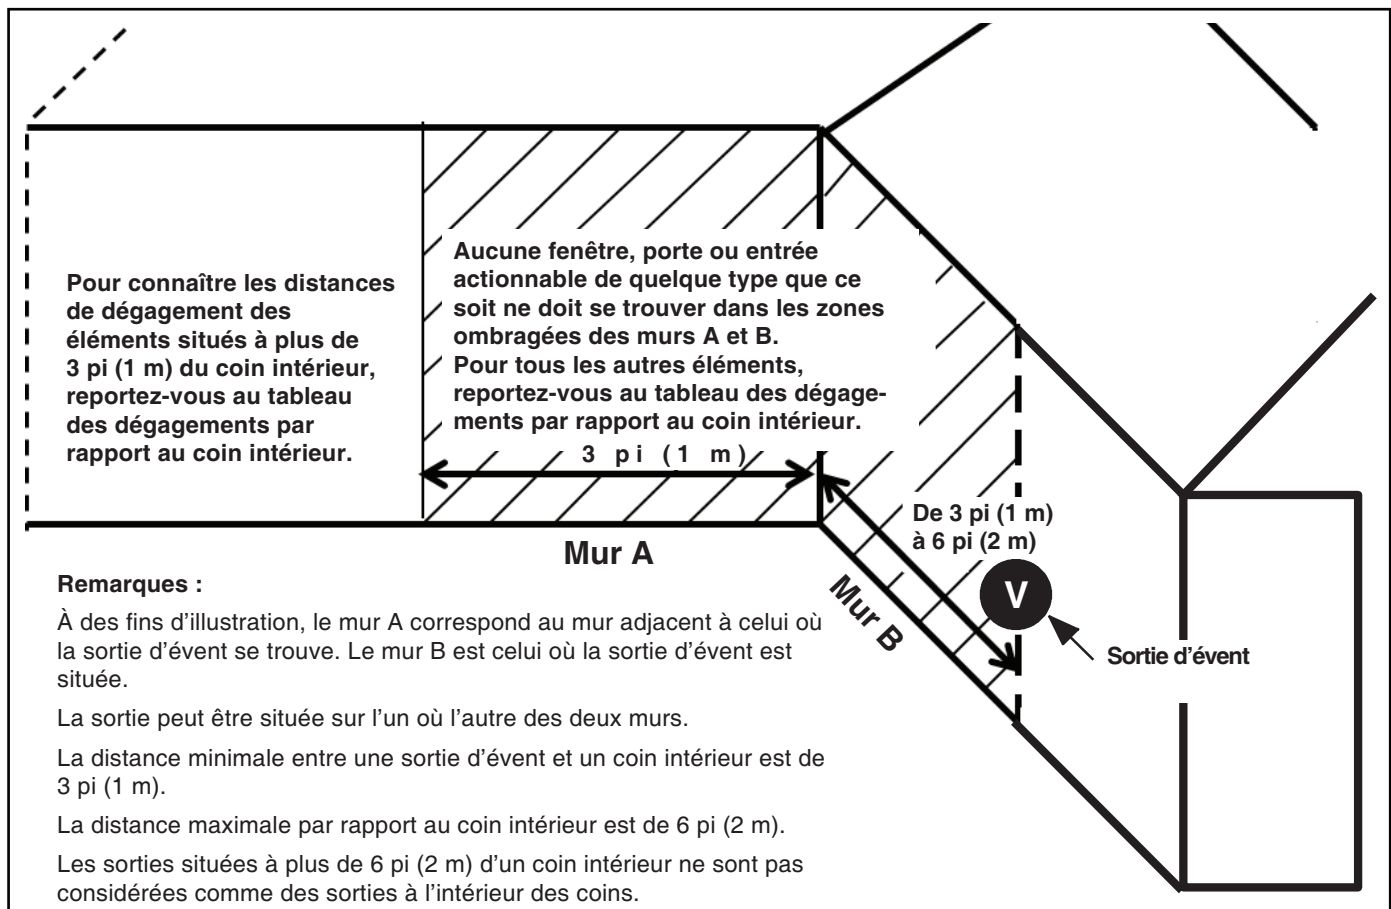 Pour connaître les distances
de dégagement des
éléments situés à plus de
3 pi (1 m) du coin intérieur,
reportez-vous au tableau
des dégagements par
rapport au coin intérieur.
Aucune fenêtre, porte ou entrée
actionnable de quelque type que ce
soit ne doit se trouver dans les zones
ombragées des murs A et B.
Pour tous les autres éléments,
reportez-vous au tableau des dégage-
ments par rapport au coin intérieur.
3 pi (1 m)
De 3 pi (1 m)
à 6 pi (2 m)
Mur A
Mur B
V
Sortie d’évent
Remarques :
À des fins d’illustration, le mur A correspond au mur adjacent à celui où
la sortie d’évent se trouve. Le mur B est celui où la sortie d’évent est
située.
La sortie peut être située sur l’un où l’autre des deux murs.
La distance minimale entre une sortie d’évent et un coin intérieur est de
3 pi (1 m).
La distance maximale par rapport au coin intérieur est de 6 pi (2 m).
Les sorties situées à plus de 6 pi (2 m) d’un coin intérieur ne sont pas
considérées comme des sorties à l’intérieur des coins.